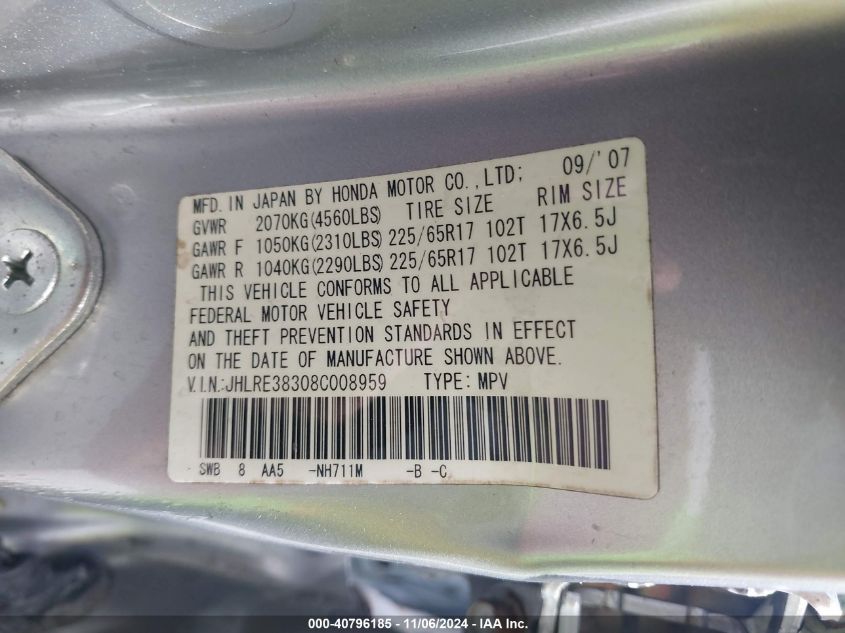 MFD. IN JAPAN BY HONDA MOTOR CO.,LTD; 09/'07
GVWR 2070KG(4560LBS) TIRE SIZE RIM SIZE
GAWR F 1050KG(2310LBS) 225/65R17 102T 17X6.5J
GAWR R 1040KG(2290LBS) 225/65R17 102T 17X6.5J
THIS VEHICLE CONFORMS TO ALL APPLICABLE
FEDERAL MOTOR VEHICLE SAFETY
AND THEFT PREVENTION STANDARDS IN EFFECT
ON THE DATE OF MANUFACTURE SHOWN ABOVE.
V.I.N.:JHLRE38308C008959 TYPE: MPV
SWB 8 AA5 -NH711M -B -C
000-40796185 - 11/06/2024 - IAA Inc.